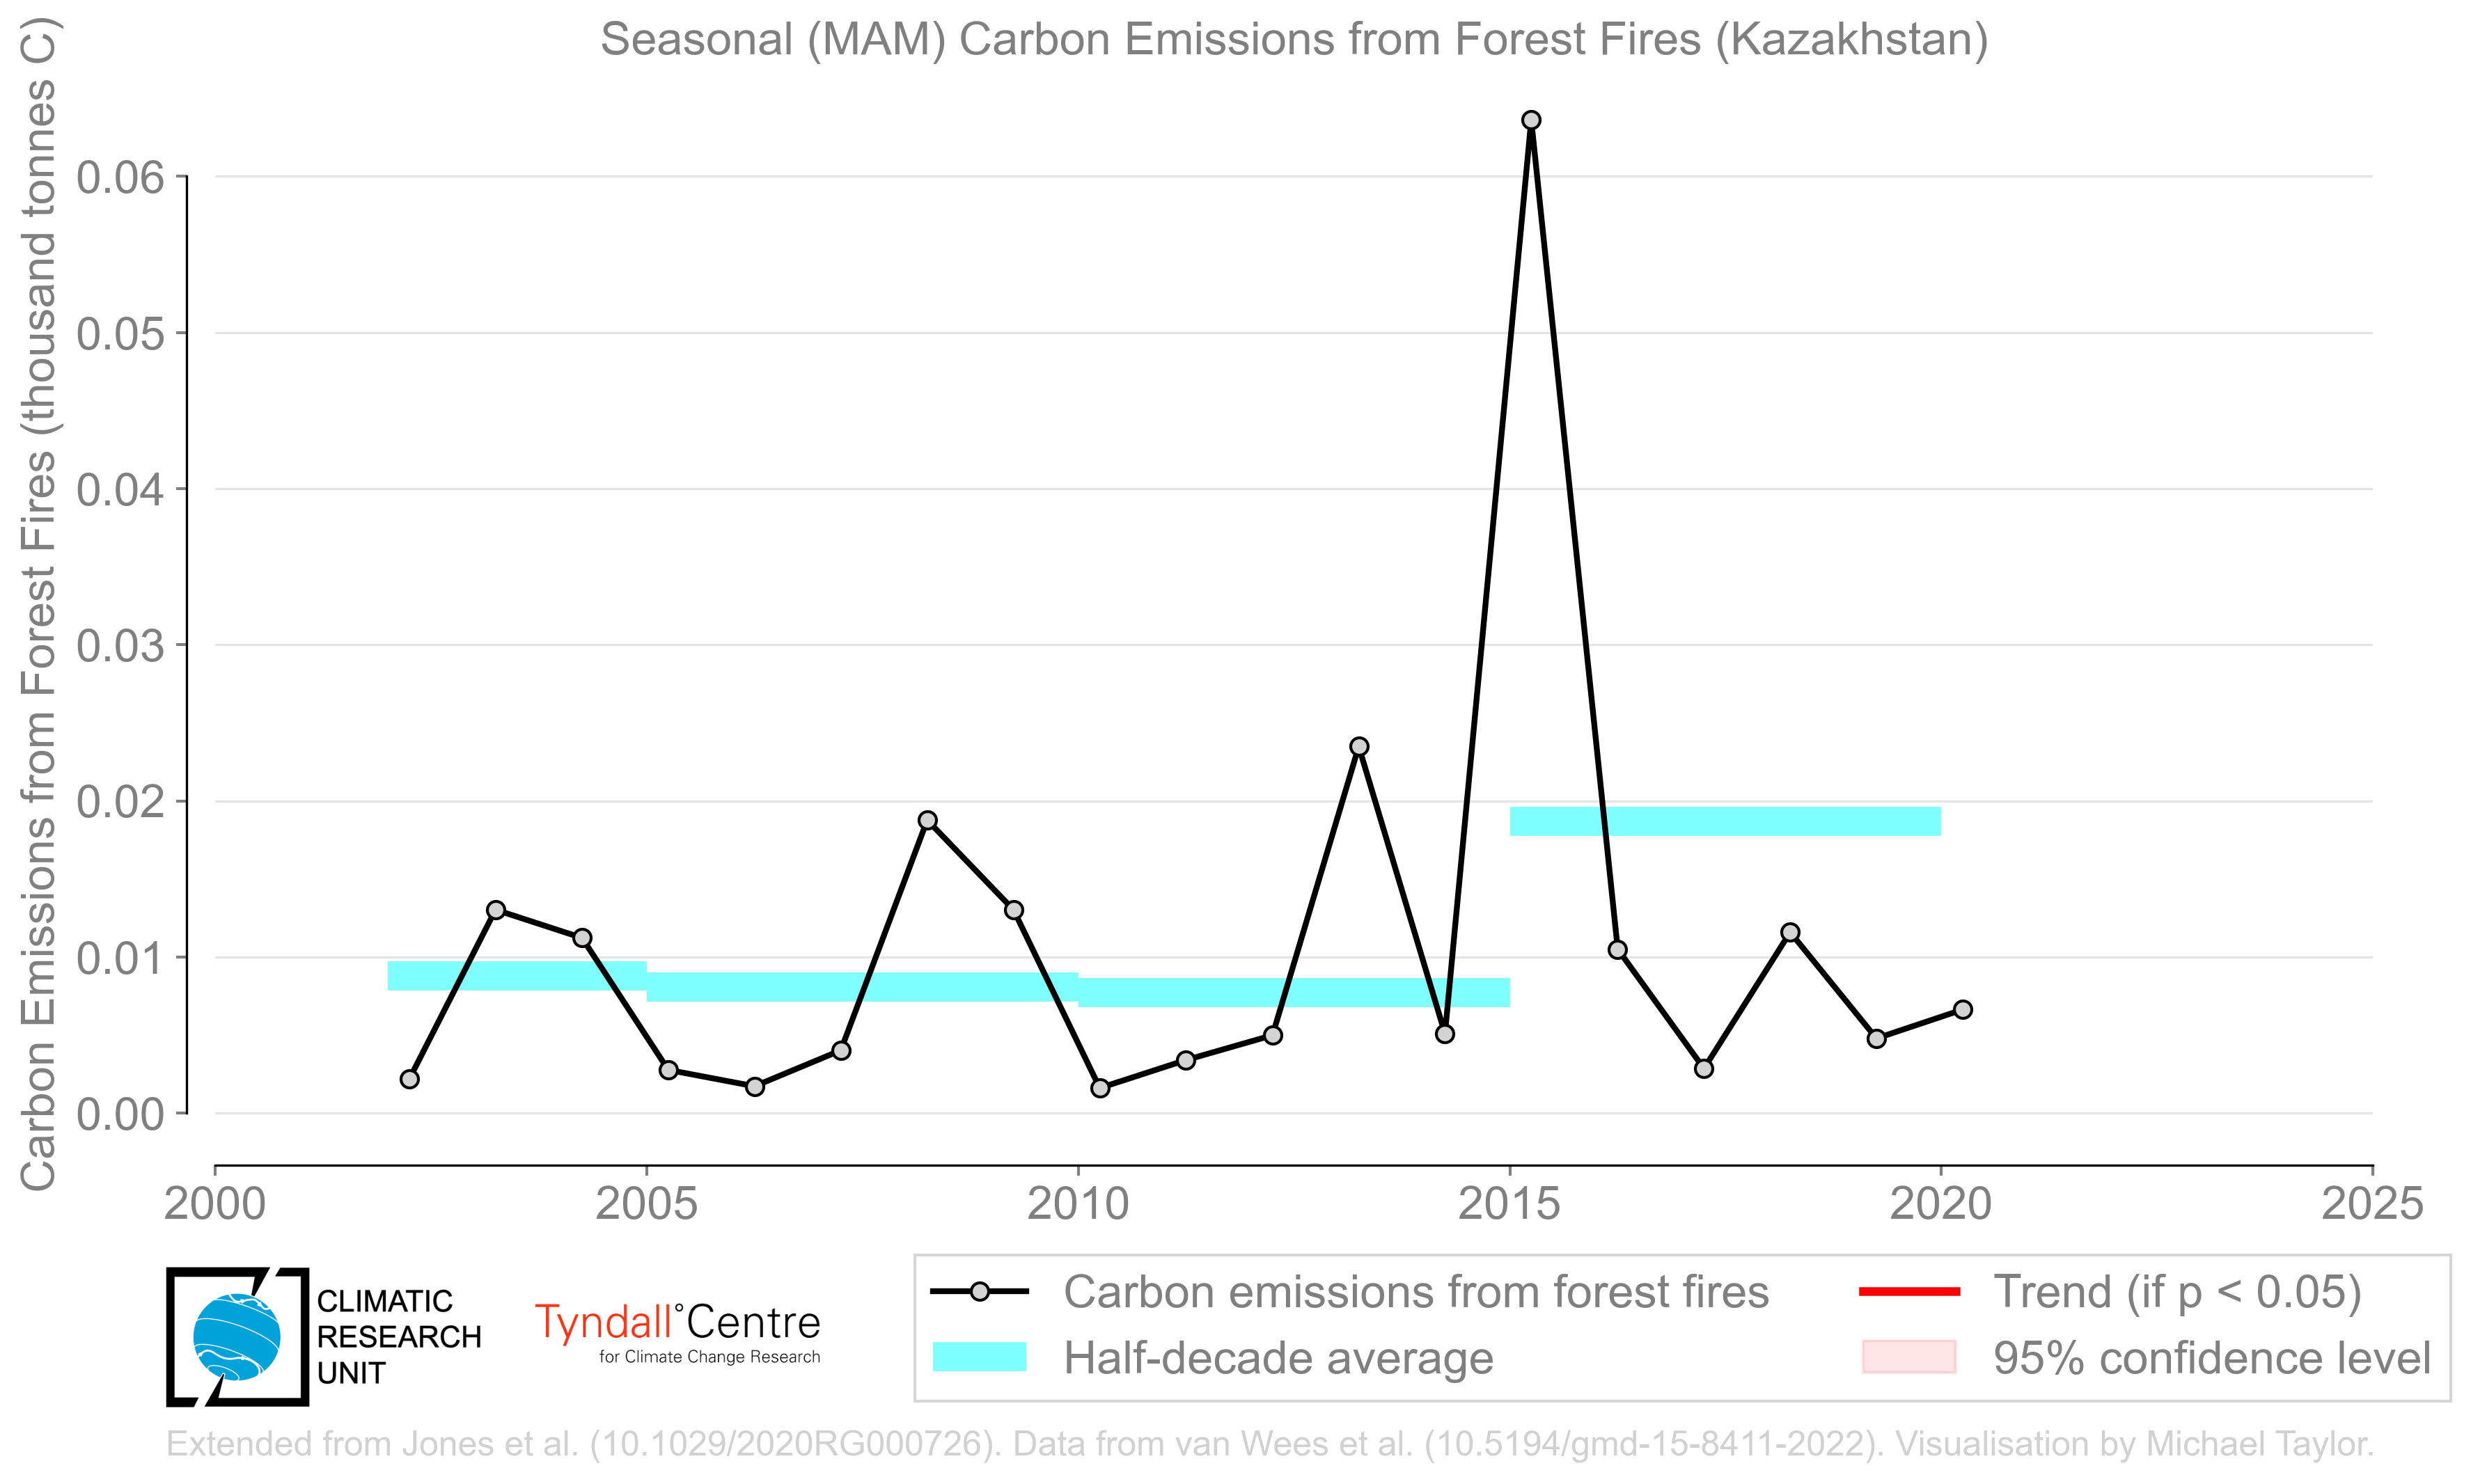 Seasonal (MAM) Carbon Emissions from Forest Fires (Kazakhstan)
Carbon Emissions from Forest Fires (thousand tonnes C)
0.06
0.05
0.04
0.03
0.02
0.01
0.00
2000 2005 2010 2015 2020 2025
CLIMATIC
RESEARCH
UNIT
Tyndall°Centre
for Climate Change Research
Carbon emissions from forest fires
Half-decade average
Trend (if p < 0.05)
95% confidence level
Extended from Jones et al. (10.1029/2020RG000726). Data from van Wees et al. (10.5194/gmd-15-8411-2022). Visualisation by Michael Taylor.